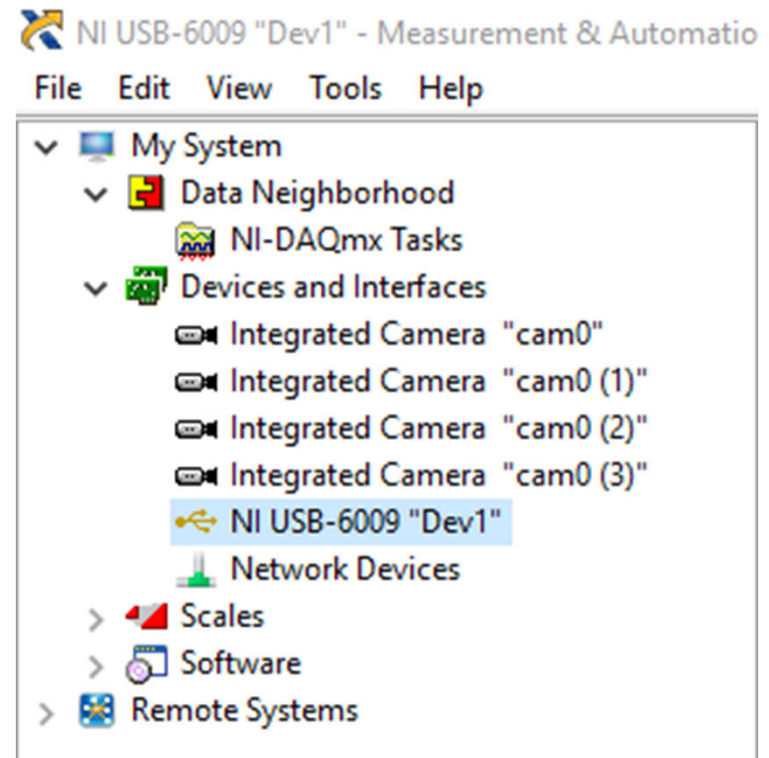 NI USB-6009 "Dev1" - Measurement & Automatio
File Edit View Tools Help
My System
Data Neighborhood
NI-DAQmx Tasks
Devices and Interfaces
Integrated Camera "cam0"
Integrated Camera "cam0 (1)"
Integrated Camera "cam0 (2)"
Integrated Camera "cam0 (3)"
NI USB-6009 "Dev1"
Network Devices
Scales
Software
Remote Systems